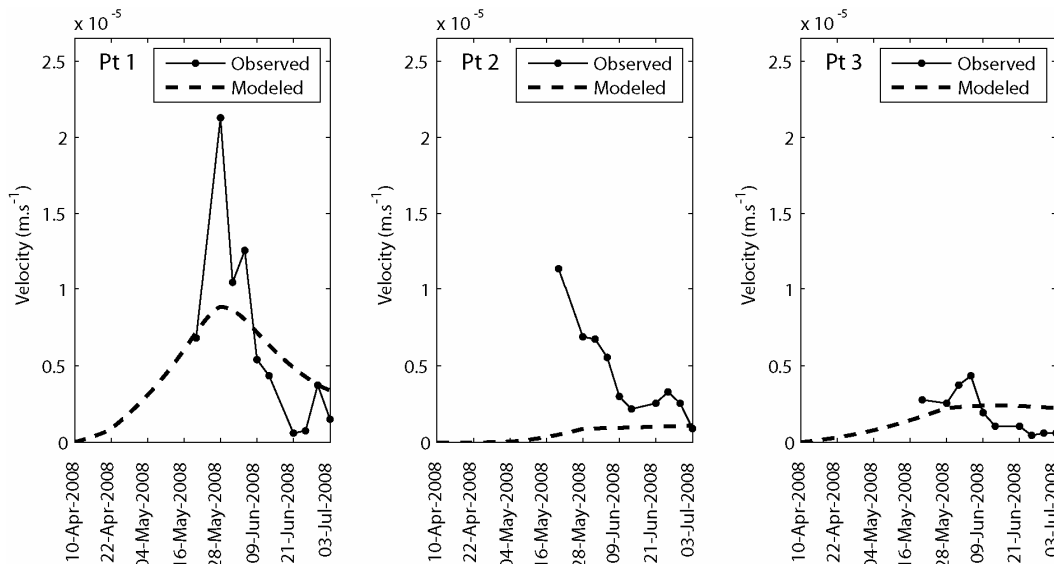 x 10-5
Pt 1
Observed
Modeled
Velocity (m.s-1)
2.5
2
1.5
1
0.5
0
10-Apr-2008
22-Apr-2008
04-May-2008
16-May-2008
28-May-2008
09-Jun-2008
21-Jun-2008
03-Jul-2008
x 10-5
Pt 2
Observed
Modeled
Velocity (m.s-1)
2.5
2
1.5
1
0.5
0
10-Apr-2008
22-Apr-2008
04-May-2008
16-May-2008
28-May-2008
09-Jun-2008
21-Jun-2008
03-Jul-2008
x 10-5
Pt 3
Observed
Modeled
Velocity (m.s-1)
2.5
2
1.5
1
0.5
0
10-Apr-2008
22-Apr-2008
04-May-2008
16-May-2008
28-May-2008
09-Jun-2008
21-Jun-2008
03-Jul-2008